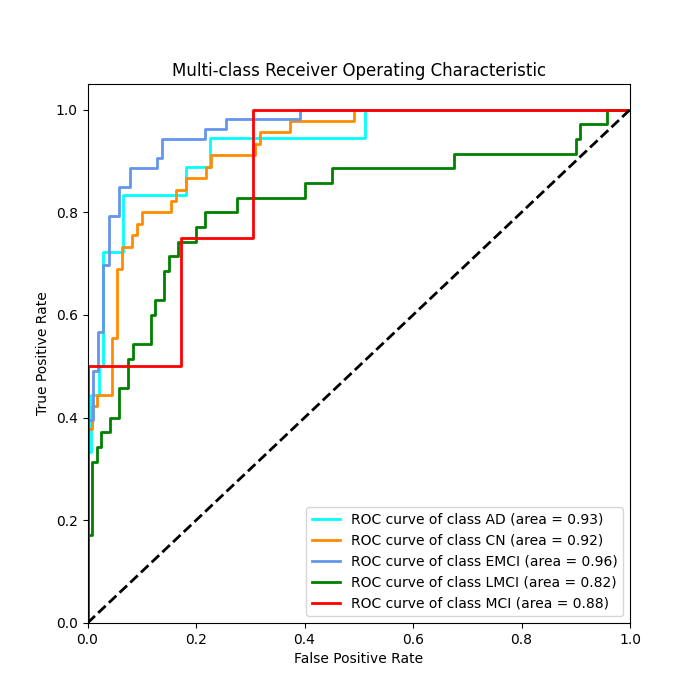 Multi-class Receiver Operating Characteristic
True Positive Rate
1.0
0.8
0.6
0.4
0.2
0.0
ROC curve of class AD (area = 0.93)
ROC curve of class CN (area = 0.92)
ROC curve of class EMCI (area = 0.96)
ROC curve of class LMCI (area = 0.82)
ROC curve of class MCI (area = 0.88)
0.0 0.2 0.4 0.6 0.8 1.0
False Positive Rate